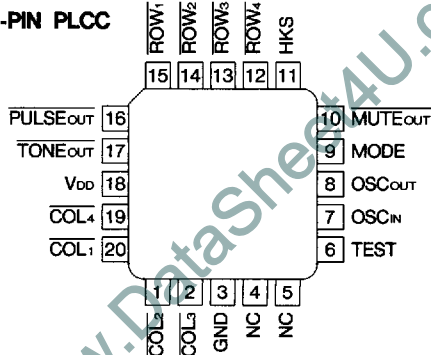 -PIN PLCC
ROW1
ROW2
ROW3
ROW4
HKS
15 14 13 12 11
PULSEOUT 16
TONEOUT 17
VDD 18
COL4 19
COL1 20
10 MUTEOUT
9 MODE
8 OSCOUT
7 OSCIN
6 TEST
1 2 3 4 5
COL2
COL3
GND
NC
NC
w.DataSheet4U.c